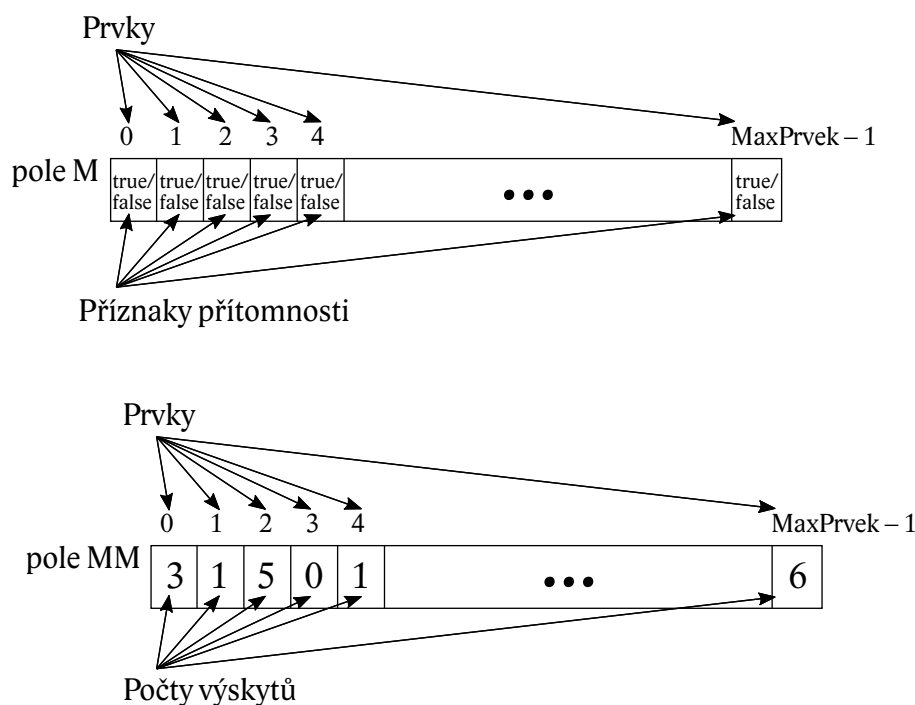 Prvky
0 1 2 3 4 MaxPrvek – 1
pole M
true/ true/ true/ true/ true/ ••• true/
false false false false false false
Příznaky přítomnosti
Prvky
0 1 2 3 4 MaxPrvek – 1
pole MM
3 1 5 0 1 ••• 6
Počty výskytů